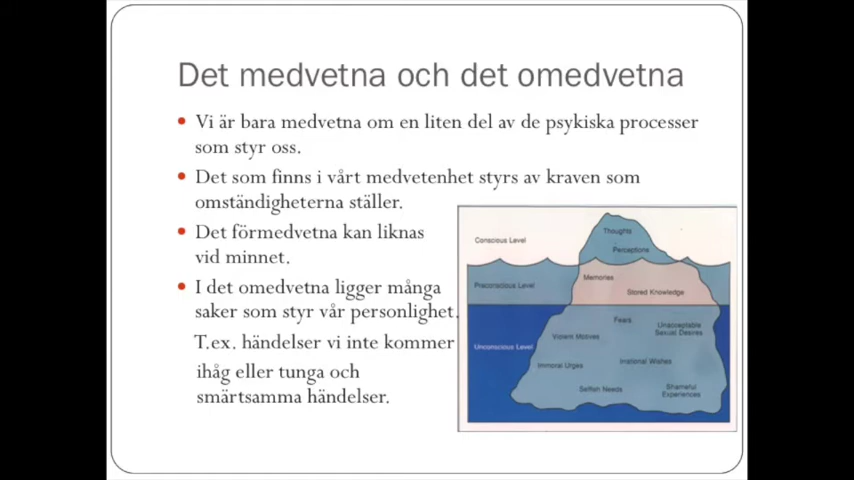 Det medvetna och det omedvetna
• Vi är bara medvetna om en liten del av de psykiska processer
som styr oss.
• Det som finns i vårt medvetenhet styrs av kraven som
omständigheterna ställer.
• Det förmedvetna kan liknas
vid minnet.
• I det omedvetna ligger många
saker som styr vår personlighet.
T.ex. händelser vi inte kommer
ihåg eller tunga och
smärtsamma händelser.
Conscious Level
Thoughts
Perceptions
Preconscious Level
Memories
Stored Knowledge
Unconscious Level
Fears
Violent Motives
Unacceptable
Sexual Desires
Immoral Urges
Irrational Wishes
Selfish Needs
Shameful
Experiences